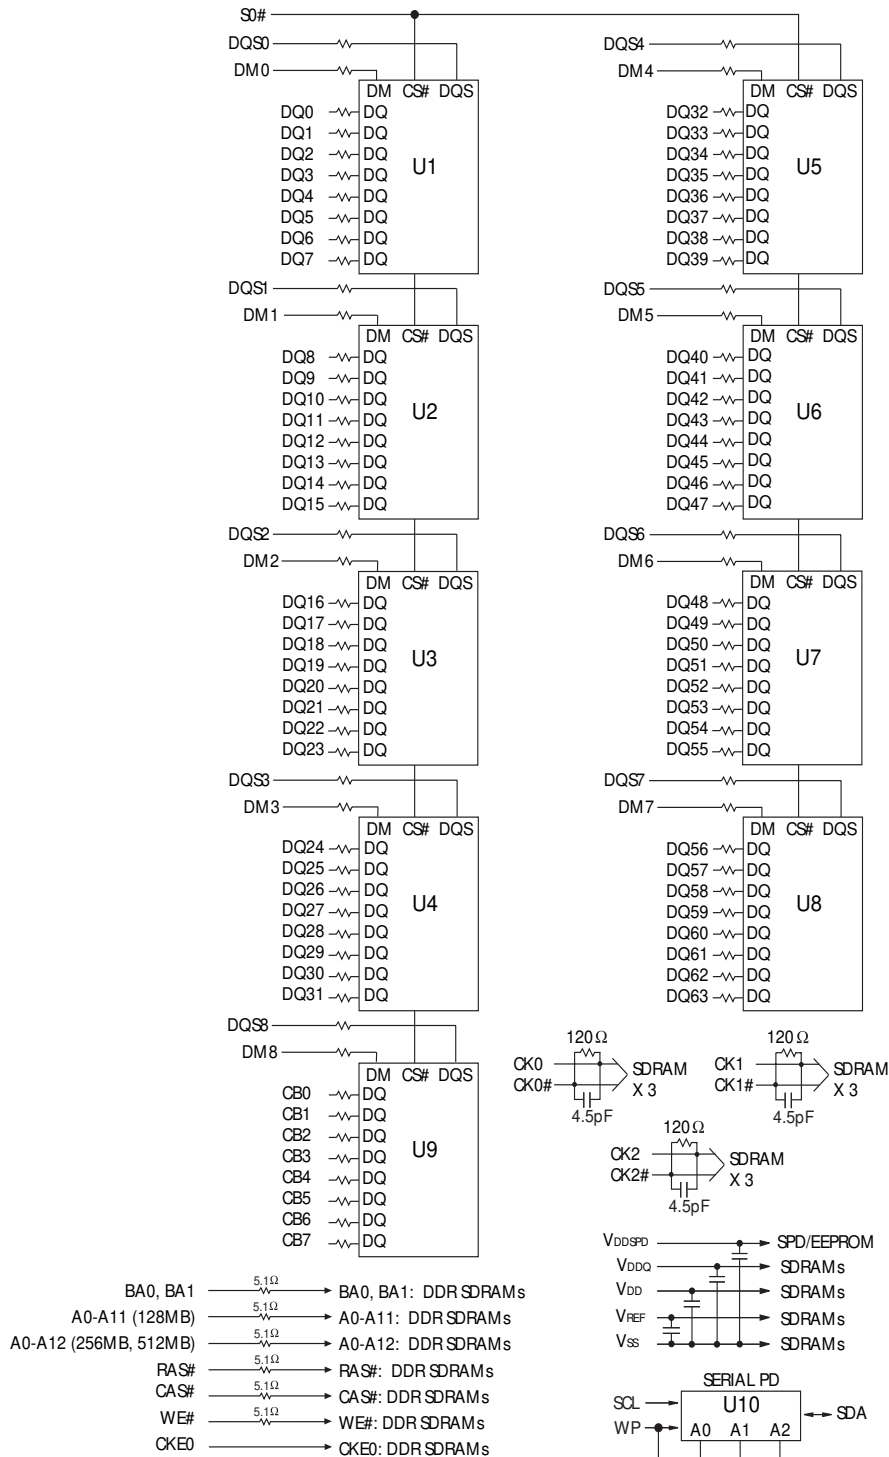 S0#
DQS0
DM0
DM CS# DQS
DQ0 DQ
DQ1 DQ
DQ2 DQ
DQ3 DQ
DQ4 DQ
DQ5 DQ
DQ6 DQ
DQ7 DQ
U1
DQS1
DM1
DM CS# DQS
DQ8 DQ
DQ9 DQ
DQ10 DQ
DQ11 DQ
DQ12 DQ
DQ13 DQ
DQ14 DQ
DQ15 DQ
U2
DQS2
DM2
DM CS# DQS
DQ16 DQ
DQ17 DQ
DQ18 DQ
DQ19 DQ
DQ20 DQ
DQ21 DQ
DQ22 DQ
DQ23 DQ
U3
DQS3
DM3
DM CS# DQS
DQ24 DQ
DQ25 DQ
DQ26 DQ
DQ27 DQ
DQ28 DQ
DQ29 DQ
DQ30 DQ
DQ31 DQ
U4
DQS8
DM8
DM CS# DQS
CB0 DQ
CB1 DQ
CB2 DQ
CB3 DQ
CB4 DQ
CB5 DQ
CB6 DQ
CB7 DQ
U9
DQS4
DM4
DM CS# DQS
DQ32 DQ
DQ33 DQ
DQ34 DQ
DQ35 DQ
DQ36 DQ
DQ37 DQ
DQ38 DQ
DQ39 DQ
U5
DQS5
DM5
DM CS# DQS
DQ40 DQ
DQ41 DQ
DQ42 DQ
DQ43 DQ
DQ44 DQ
DQ45 DQ
DQ46 DQ
DQ47 DQ
U6
DQS6
DM6
DM CS# DQS
DQ48 DQ
DQ49 DQ
DQ50 DQ
DQ51 DQ
DQ52 DQ
DQ53 DQ
DQ54 DQ
DQ55 DQ
U7
DQS7
DM7
DM CS# DQS
DQ56 DQ
DQ57 DQ
DQ58 DQ
DQ59 DQ
DQ60 DQ
DQ61 DQ
DQ62 DQ
DQ63 DQ
U8
120Ω
CK0
CK0#
4.5pF
SDRAM
X 3
120Ω
CK1
CK1#
4.5pF
SDRAM
X 3
120Ω
CK2
CK2#
4.5pF
SDRAM
X 3
BA0, BA1 5.1Ω BA0, BA1: DDR SDRAMs
A0-A11 (128MB) 5.1Ω A0-A11: DDR SDRAMs
A0-A12 (256MB, 512MB) 5.1Ω A0-A12: DDR SDRAMs
RAS# 5.1Ω RAS#: DDR SDRAMs
CAS# 5.1Ω CAS#: DDR SDRAMs
WE# 5.1Ω WE#: DDR SDRAMs
CKE0 CKE0: DDR SDRAMs
VDDSPD SPD/EEPROM
VDDQ SDRAMs
VDD SDRAMs
VREF SDRAMs
VSS SDRAMs
SERIAL PD
SCL U10 SDA
WP A0 A1 A2